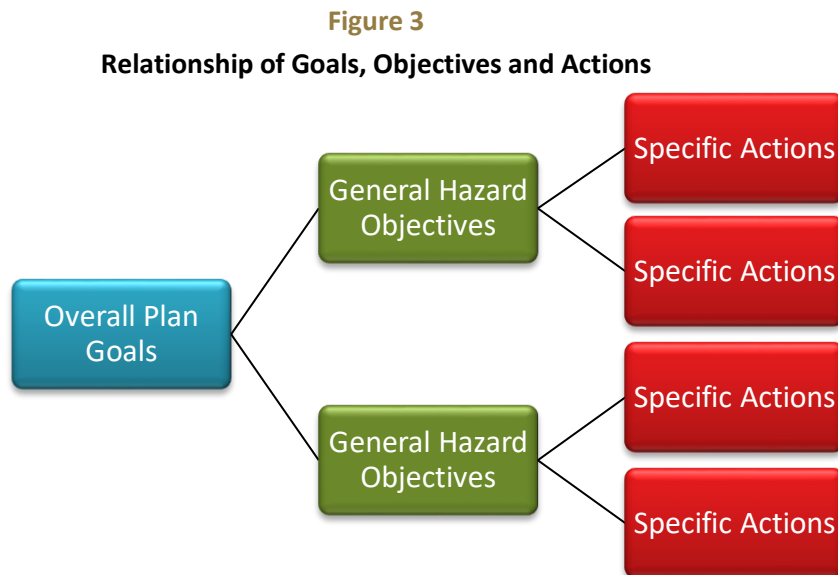 Figure 3
Relationship of Goals, Objectives and Actions
Specific Actions
General Hazard
Objectives
Specific Actions
Overall Plan
Goals
Specific Actions
General Hazard
Objectives
Specific Actions